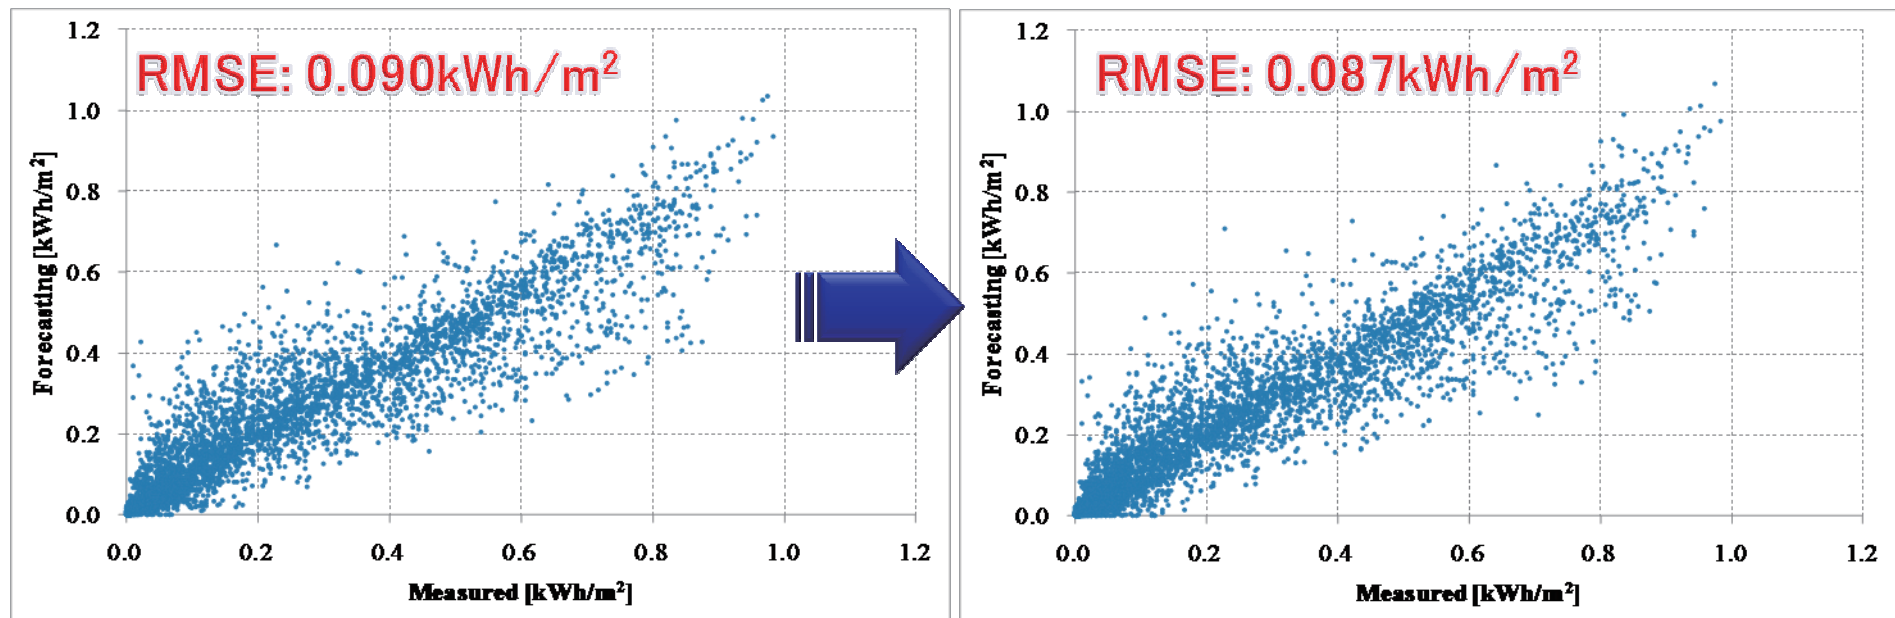 RMSE: 0.090kWh/m²
1.2
1.0
0.8
0.6
0.4
0.2
0.0
Forecasting [kWh/m²]
0.0 0.2 0.4 0.6 0.8 1.0 1.2
Measured [kWh/m²]
RMSE: 0.087kWh/m²
1.2
1.0
0.8
0.6
0.4
0.2
0.0
Forecasting [kWh/m²]
0.0 0.2 0.4 0.6 0.8 1.0 1.2
Measured [kWh/m²]